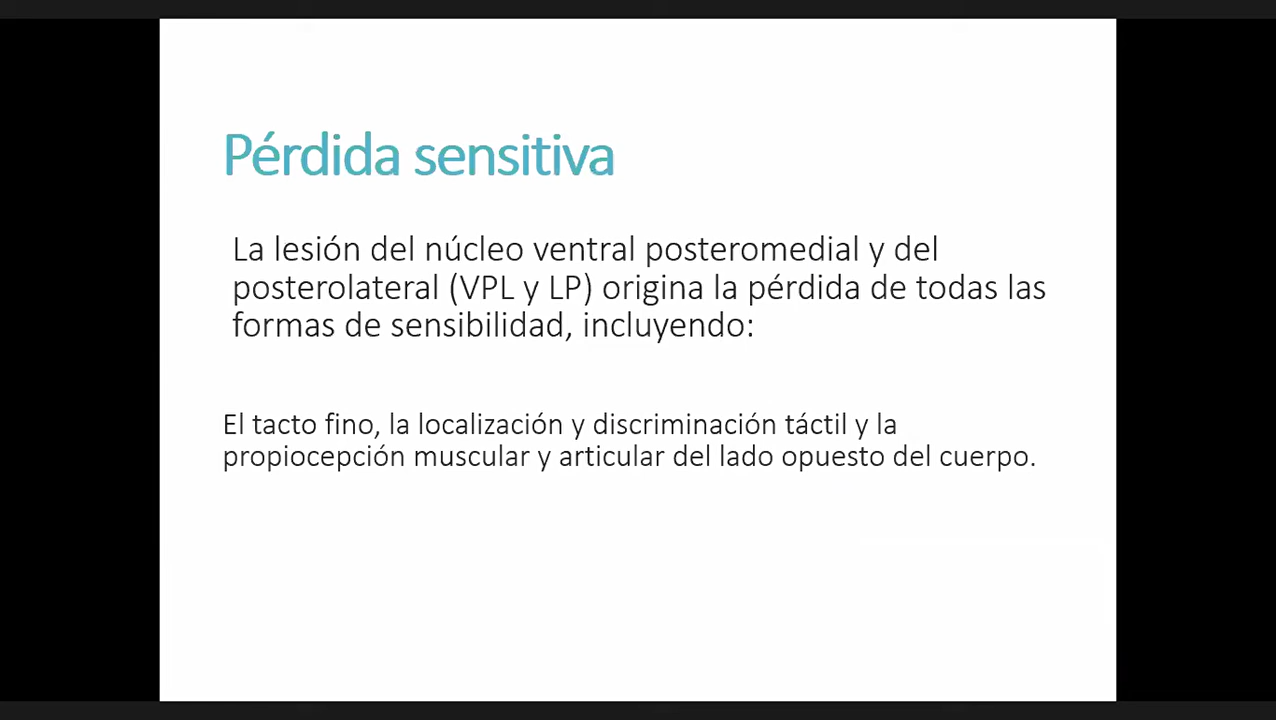 Pérdida sensitiva
La lesión del núcleo ventral posteromedial y del
posterolateral (VPL y LP) origina la pérdida de todas las
formas de sensibilidad, incluyendo:
El tacto fino, la localización y discriminación táctil y la
propiocepción muscular y articular del lado opuesto del cuerpo.